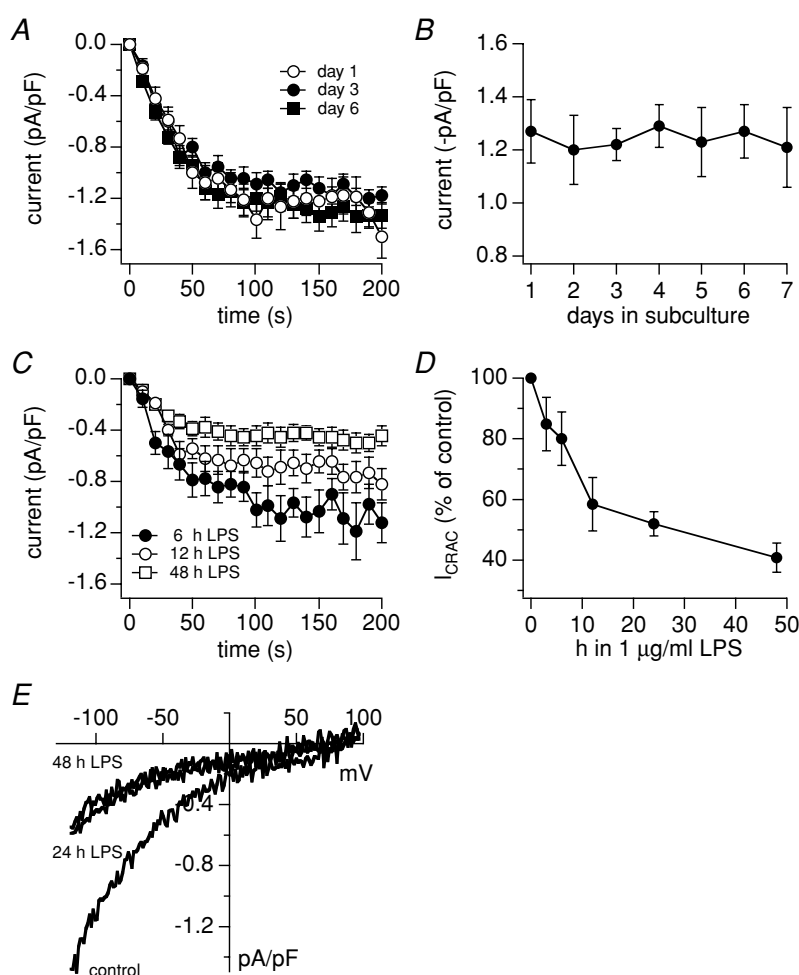 A
0.0
-0.4
-0.8
-1.2
-1.6
current (pA/pF)
day 1
day 3
day 6
0 50 100 150 200
time (s)
B
1.6
1.4
1.2
1.0
0.8
current (-pA/pF)
1 2 3 4 5 6 7
days in subculture
C
0.0
-0.4
-0.8
-1.2
-1.6
current (pA/pF)
6 h LPS
12 h LPS
48 h LPS
0 50 100 150 200
time (s)
D
100
80
60
40
I_CRAC (% of control)
0 10 20 30 40 50
h in 1 µg/ml LPS
E
-100 -50 50 100
mV
48 h LPS
24 h LPS
control
-0.4
-0.8
-1.2
pA/pF